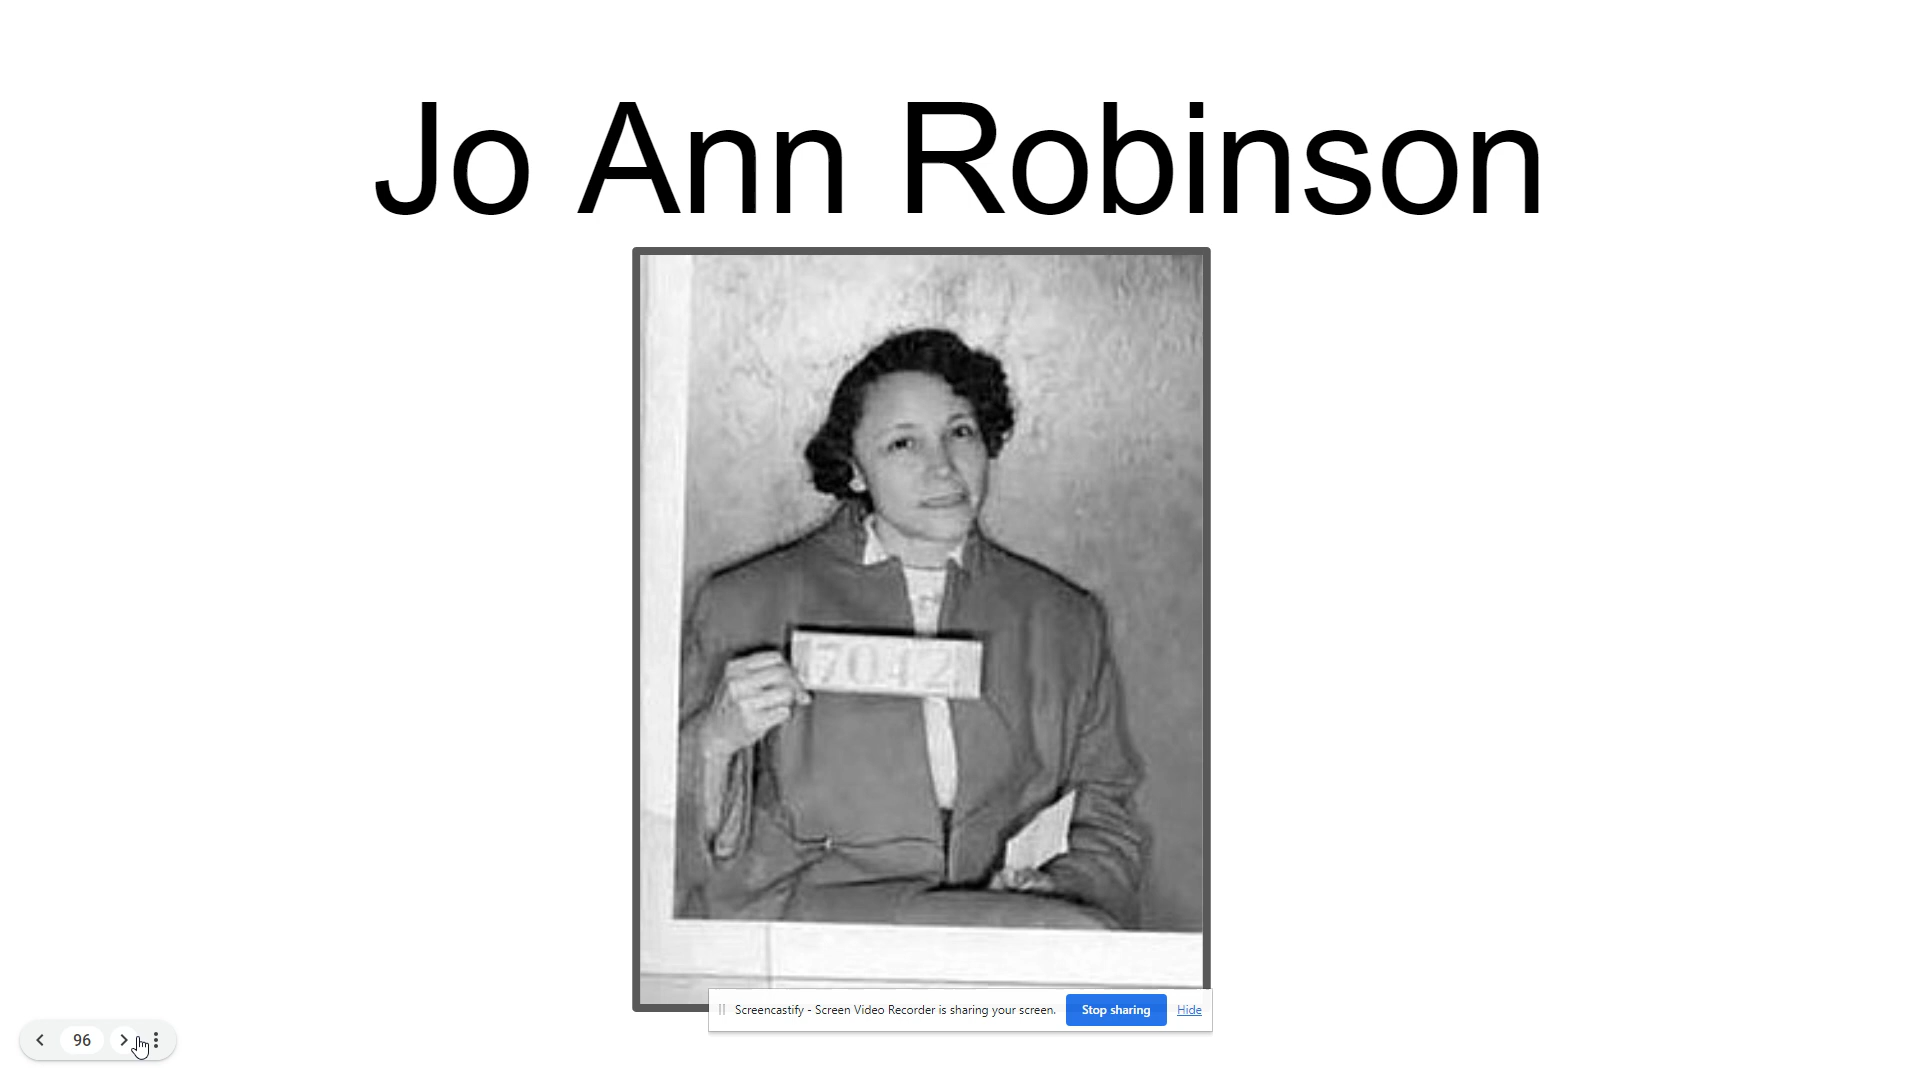 Jo Ann Robinson
7042
Screencastify - Screen Video Recorder is sharing your screen. Stop sharing Hide
96